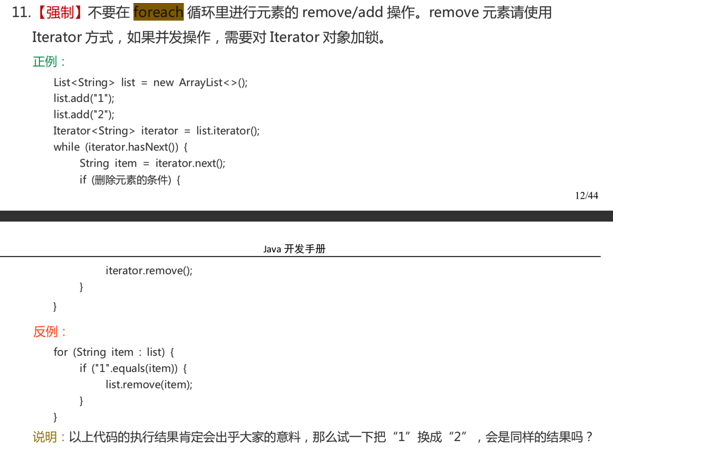 11.【强制】不要在 foreach 循环里进行元素的 remove/add 操作。remove 元素请使用
Iterator 方式，如果并发操作，需要对 Iterator 对象加锁。
正例：
List<String> list = new ArrayList<>();
list.add("1");
list.add("2");
Iterator<String> iterator = list.iterator();
while (iterator.hasNext()) {
String item = iterator.next();
if (删除元素的条件) {
12/44
Java 开发手册
iterator.remove();
}
}
反例：
for (String item : list) {
if ("1".equals(item)) {
list.remove(item);
}
}
说明：以上代码的执行结果肯定会出乎大家的意料，那么试一下把“1”换成“2”，会是同样的结果吗？